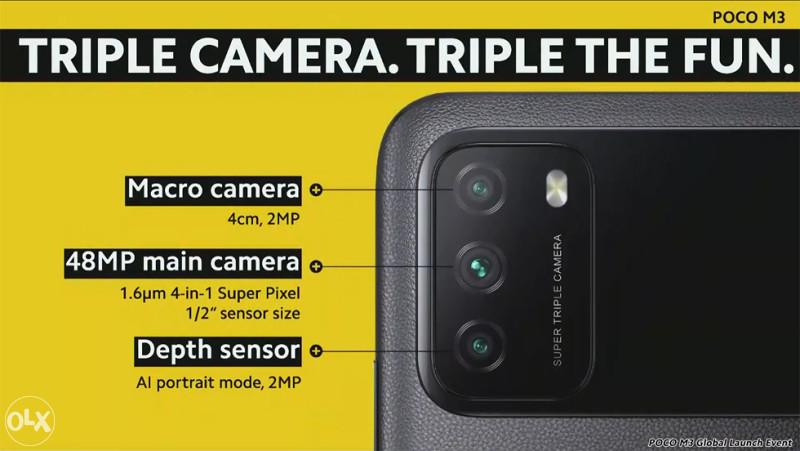 POCO M3
TRIPLE CAMERA. TRIPLE THE FUN.
Macro camera
4cm, 2MP
48MP main camera
1.6μm 4-in-1 Super Pixel
1/2“ sensor size
Depth sensor
AI portrait mode, 2MP
SUPER TRIPLE CAMERA
OLX
POCO M3 Global Launch Event